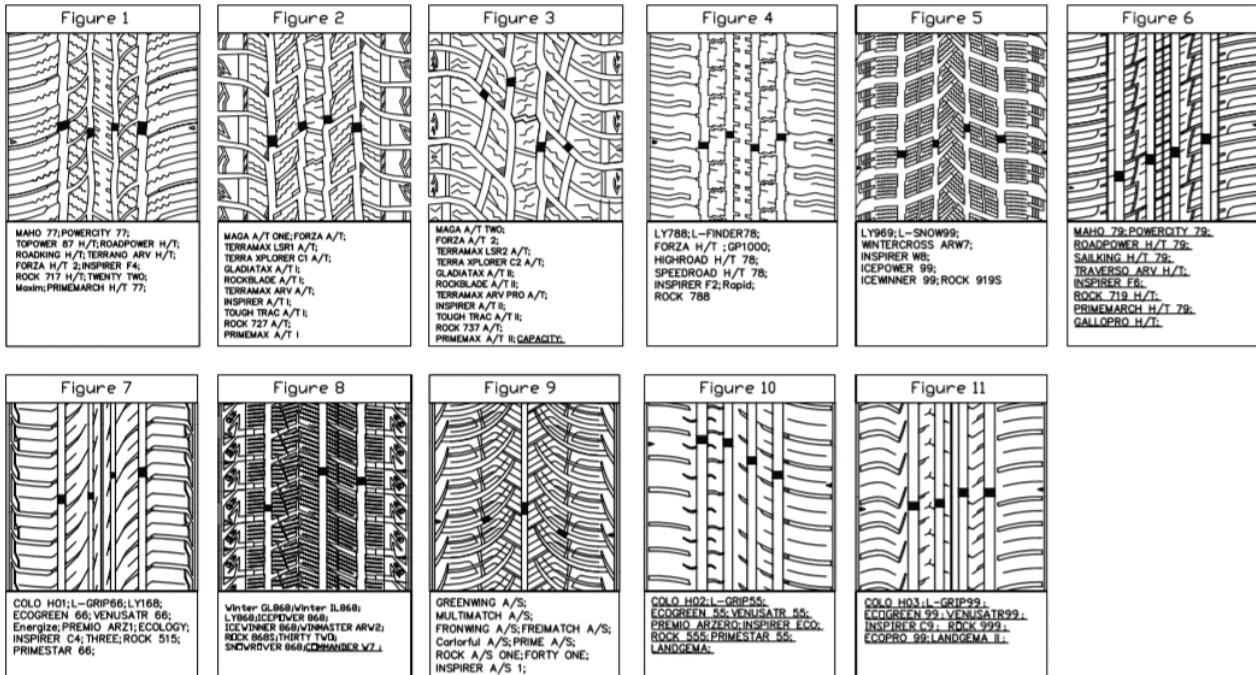 Figure 1
MAHO 77;POWERCITY 77;
TOPOWER 87 H/T;ROADPOWER H/T;
ROADKING H/T;TERRANO ARV H/T;
FORZA H/T 2;INSPIRER F4;
ROCK 717 H/T;TWENTY TWO;
Maxim;PRIMEMARCH H/T 77;
Figure 2
MAGA A/T ONE;FORZA A/T;
TERRAMAX LSR1 A/T;
TERRA XPLORER C1 A/T;
GLADIATAX A/T I;
ROCKBLADE A/T I;
TERRAMAX ARV A/T;
INSPIRER A/T I;
TOUGH TRAC A/T I;
ROCK 727 A/T;
PRIMEMAX A/T I
Figure 3
MAGA A/T TWO;
FORZA A/T 2;
TERRAMAX LSR2 A/T;
TERRA XPLORER C2 A/T;
GLADIATAX A/T II;
ROCKBLADE A/T II;
TERRAMAX ARV PRO A/T;
INSPIRER A/T II;
TOUGH TRAC A/T II;
ROCK 737 A/T;
PRIMEMAX A/T II;CAPACITY;
Figure 4
LY788;L-FINDER78;
FORZA H/T ;GP1000;
HIGHROAD H/T 78;
SPEEDROAD H/T 78;
INSPIRER F2;Rapid;
ROCK 788
Figure 5
LY969;L-SNOW99;
WINTERCROSS ARW7;
INSPIRER W8;
ICEPOWER 99;
ICEWINNER 99;ROCK 919S
Figure 6
MAHO 79;POWERCITY 79;
ROADPOWER H/T 79;
SAILKING H/T 79;
TRAVERSO ARV H/T;
INSPIRER F6;
ROCK 719 H/T;
PRIMEMARCH H/T 79;
GALLOPRO H/T;
Figure 7
COLO H01;L-GRIP66;LY168;
ECOGREEN 66;VENUSATR 66;
Energize;PREMIO ARZ1;ECOLOGY;
INSPIRER C4;THREE;ROCK 515;
PRIMESTAR 66;
Figure 8
Winter GL868;Winter IL868;
LY868;ICEPOWER 868;
ICEWINNER 868;WINMASTER ARW2;
ROCK 868S;THIRTY TWO;
SNOWROVER 868;COMMANDER W7 ;
Figure 9
GREENWING A/S;
MULTIMATCH A/S;
FRONWING A/S;FREIMATCH A/S;
Carlorful A/S;PRIME A/S;
ROCK A/S ONE;FORTY ONE;
INSPIRER A/S 1;
Figure 10
COLO H02;L-GRIP55;
ECOGREEN 55;VENUSATR 55;
PREMIO ARZERO;INSPIRER ECO;
ROCK 555;PRIMESTAR 55;
LANDGEMA;
Figure 11
COLO H03;L-GRIP99;
ECOGREEN 99;VENUSATR99;
INSPIRER C9; ROCK 999;
ECOPRO 99;LANDGEMA II;